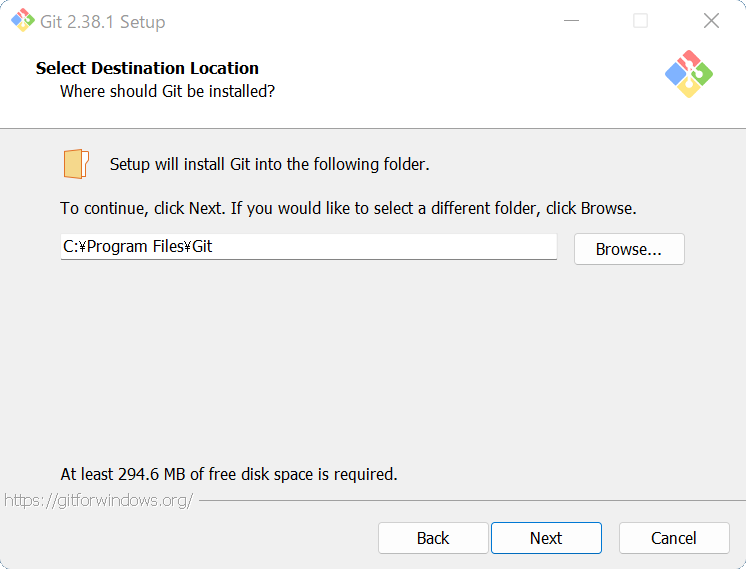 Git 2.38.1 Setup
Select Destination Location
Where should Git be installed?
Setup will install Git into the following folder.
To continue, click Next. If you would like to select a different folder, click Browse.
C:¥Program Files¥Git
Browse...
At least 294.6 MB of free disk space is required.
https://gitforwindows.org/
Back
Next
Cancel